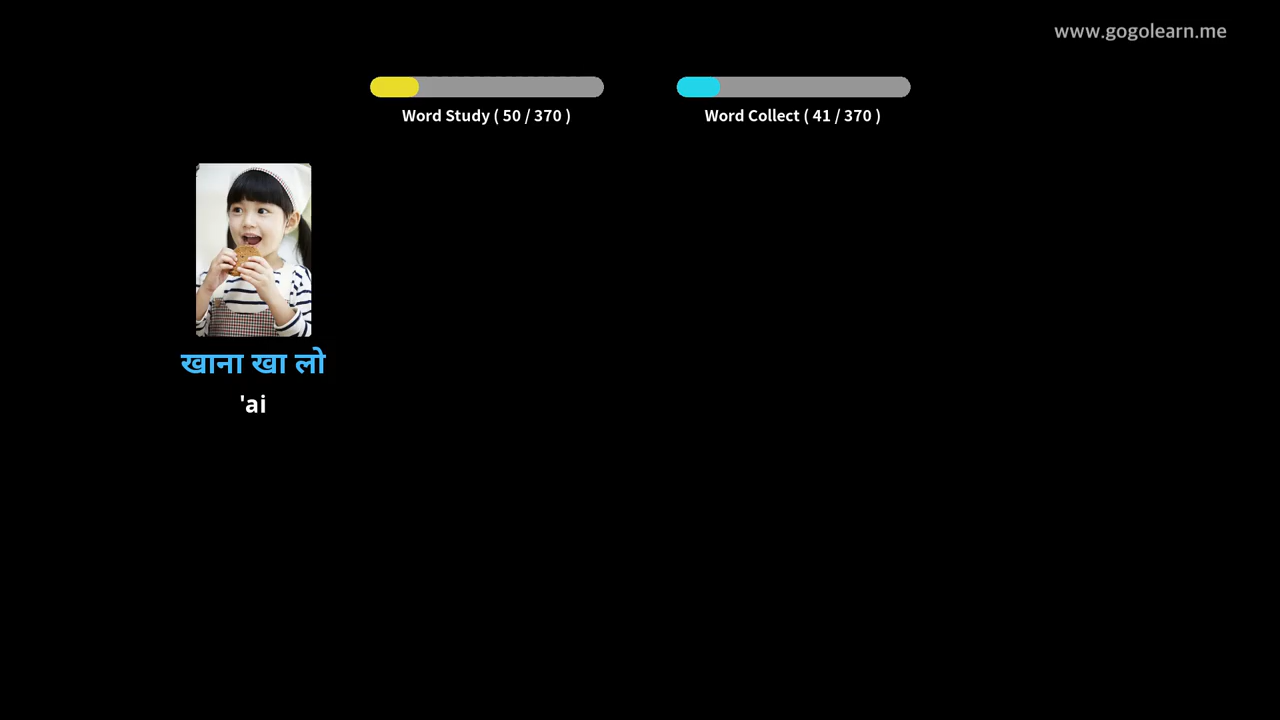 www.gogolearn.me
Word Study ( 50 / 370 )
Word Collect ( 41 / 370 )
खाना खा लो
'ai